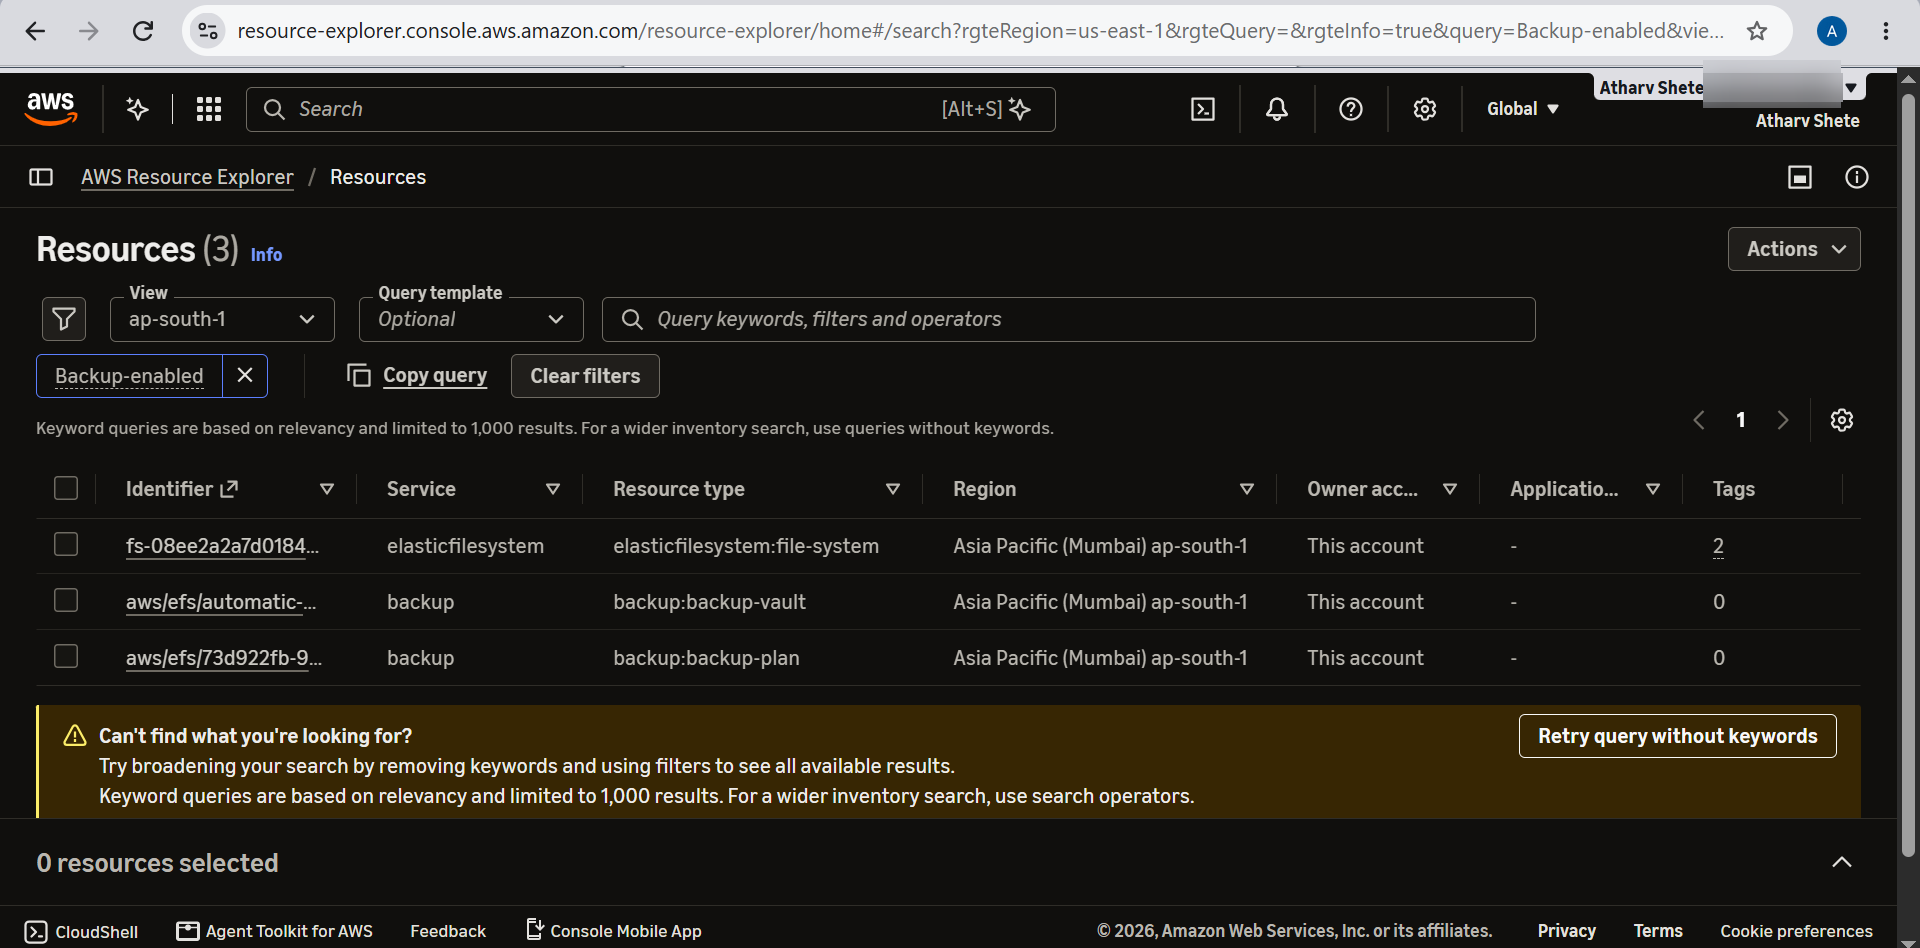 resource-explorer.console.aws.amazon.com/resource-explorer/home#/search?rgteRegion=us-east-1&rgteQuery=&rgteInfo=true&query=Backup-enabled&vie...
A
aws
Search
[Alt+S]
Global
Atharv Shete
Atharv Shete
AWS Resource Explorer / Resources
Resources (3) Info
Actions
View
ap-south-1
Query template
Optional
Query keywords, filters and operators
Backup-enabled
Copy query
Clear filters
Keyword queries are based on relevancy and limited to 1,000 results. For a wider inventory search, use queries without keywords.
1
Identifier Service Resource type Region Owner acc... Applicatio... Tags
fs-08ee2a2a7d0184... elasticfilesystem elasticfilesystem:file-system Asia Pacific (Mumbai) ap-south-1 This account - 2
aws/efs/automatic-... backup backup:backup-vault Asia Pacific (Mumbai) ap-south-1 This account - 0
aws/efs/73d922fb-9... backup backup:backup-plan Asia Pacific (Mumbai) ap-south-1 This account - 0
Can't find what you're looking for?
Retry query without keywords
Try broadening your search by removing keywords and using filters to see all available results.
Keyword queries are based on relevancy and limited to 1,000 results. For a wider inventory search, use search operators.
0 resources selected
CloudShell Agent Toolkit for AWS Feedback Console Mobile App © 2026, Amazon Web Services, Inc. or its affiliates. Privacy Terms Cookie preferences